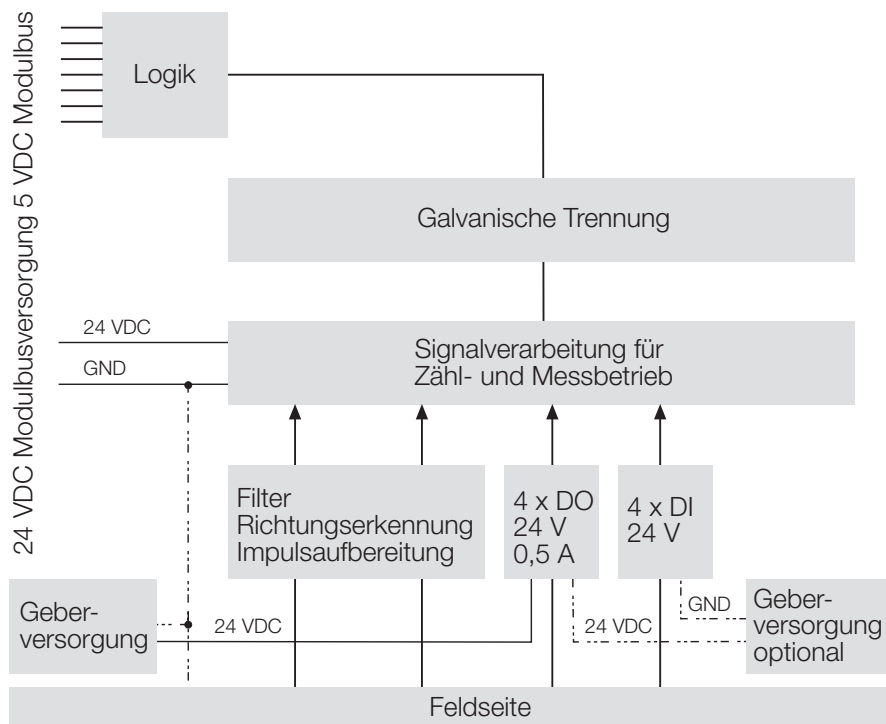 24 VDC Modulbusversorgung 5 VDC Modulbus
Logik
Galvanische Trennung
24 VDC
GND
Signalverarbeitung für
Zähl- und Messbetrieb
Filter
Richtungserkennung
Impulsaufbereitung
4 x DO
24 V
0,5 A
4 x DI
24 V
Geber-
versorgung
24 VDC
24 VDC
GND
Geber-
versorgung
optional
Feldseite